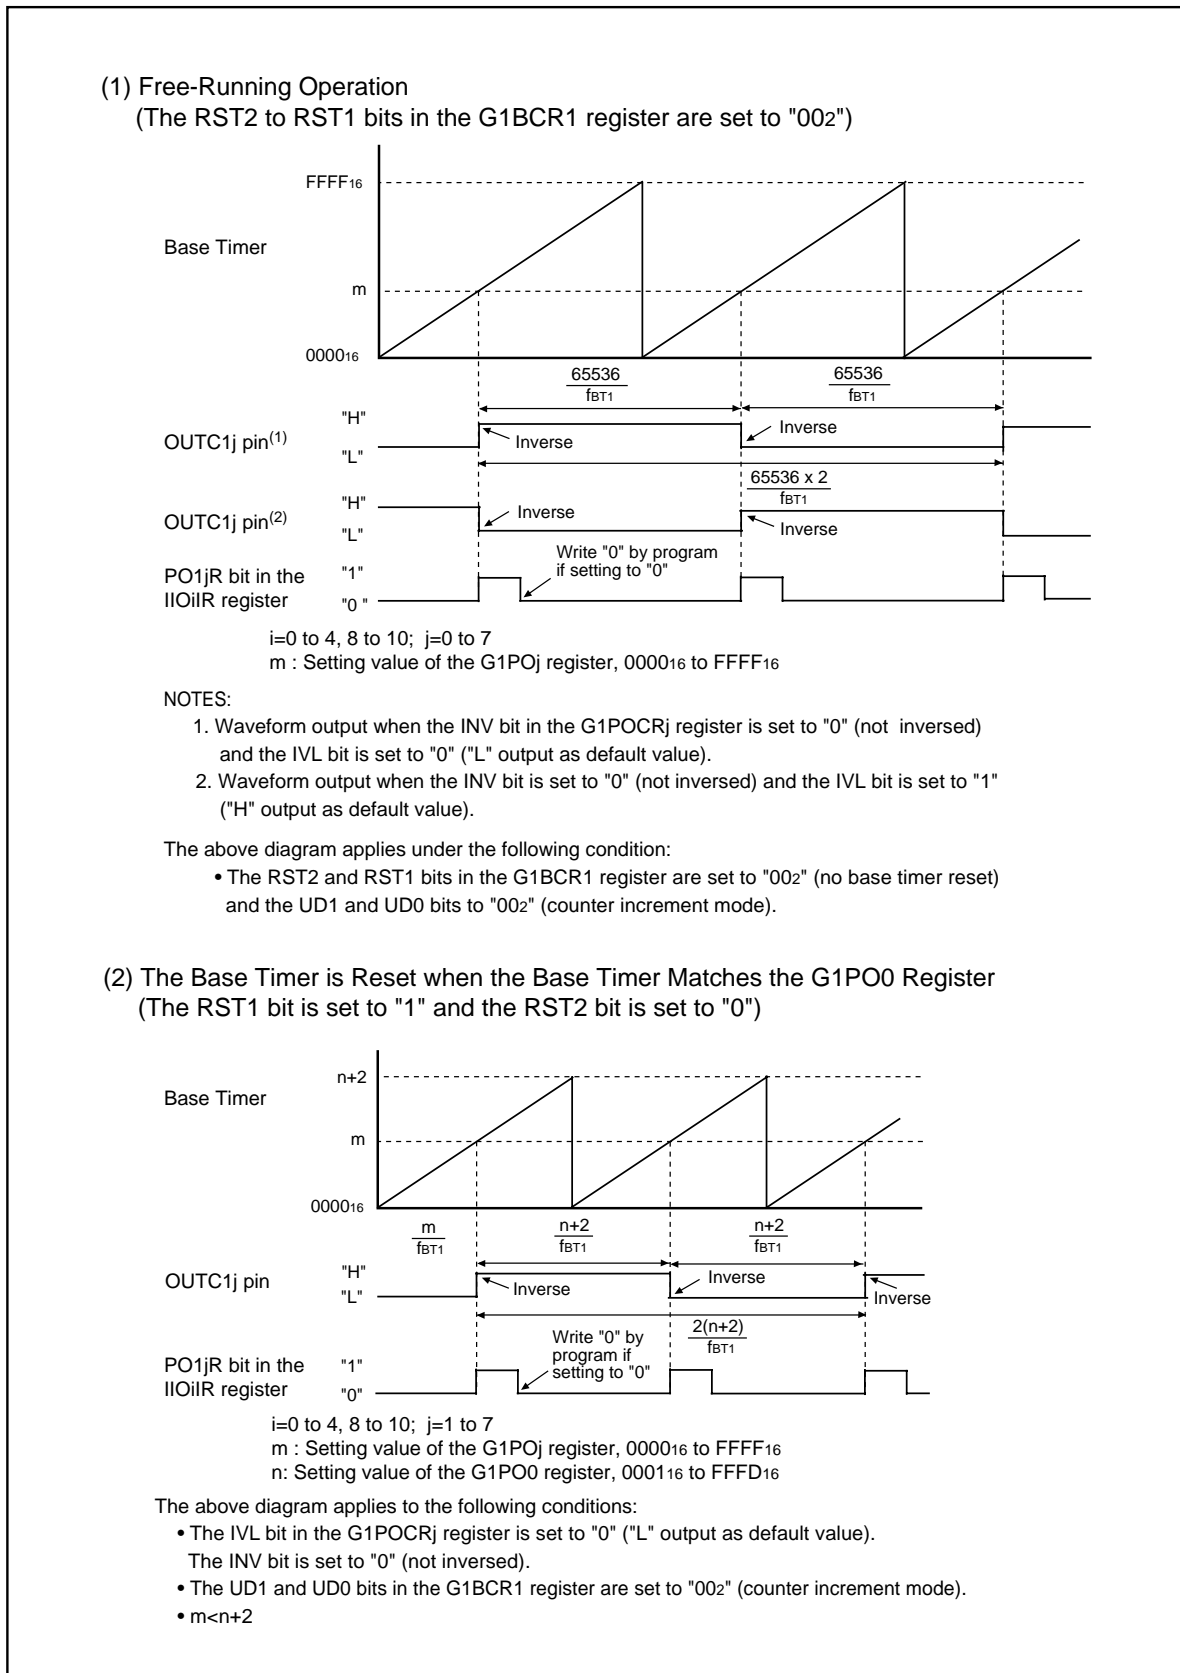 (1) Free-Running Operation
(The RST2 to RST1 bits in the G1BCR1 register are set to "002")
FFFF16
Base Timer
m
000016
65536
fBT1
65536
fBT1
"H"
OUTC1j pin(1)
"L"
Inverse
Inverse
65536 x 2
fBT1
"H"
OUTC1j pin(2)
"L"
Inverse
Inverse
Write "0" by program
if setting to "0"
PO1jR bit in the
IIOiIR register
"1"
"0 "
i=0 to 4, 8 to 10; j=0 to 7
m : Setting value of the G1POj register, 000016 to FFFF16
NOTES:
1. Waveform output when the INV bit in the G1POCRj register is set to "0" (not inversed)
and the IVL bit is set to "0" ("L" output as default value).
2. Waveform output when the INV bit is set to "0" (not inversed) and the IVL bit is set to "1"
("H" output as default value).
The above diagram applies under the following condition:
• The RST2 and RST1 bits in the G1BCR1 register are set to "002" (no base timer reset)
and the UD1 and UD0 bits to "002" (counter increment mode).
(2) The Base Timer is Reset when the Base Timer Matches the G1PO0 Register
(The RST1 bit is set to "1" and the RST2 bit is set to "0")
n+2
Base Timer
m
000016
m
fBT1
n+2
fBT1
n+2
fBT1
"H"
OUTC1j pin
"L"
Inverse
Inverse
Inverse
2(n+2)
fBT1
Write "0" by
program if
setting to "0"
PO1jR bit in the
IIOiIR register
"1"
"0"
i=0 to 4, 8 to 10; j=1 to 7
m : Setting value of the G1POj register, 000016 to FFFF16
n: Setting value of the G1PO0 register, 000116 to FFFD16
The above diagram applies to the following conditions:
• The IVL bit in the G1POCRj register is set to "0" ("L" output as default value).
The INV bit is set to "0" (not inversed).
• The UD1 and UD0 bits in the G1BCR1 register are set to "002" (counter increment mode).
• m<n+2